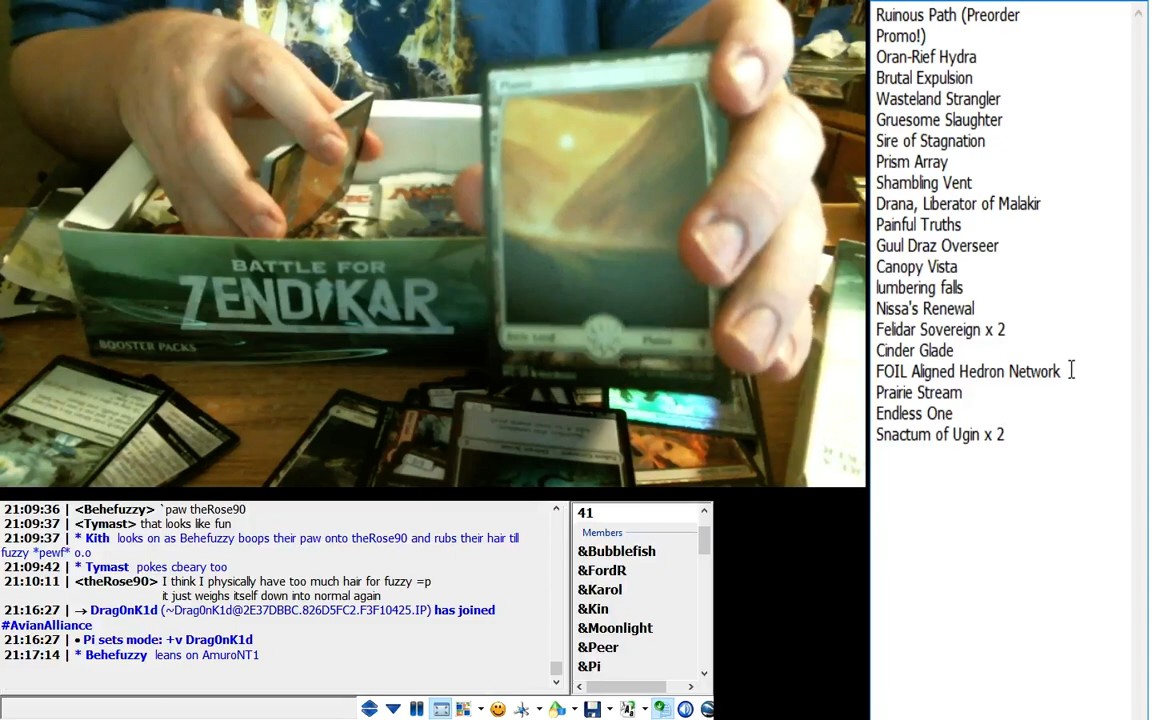 Plains
Basic Land
Plains
BATTLE FOR
ZENDIKAR
BOOSTER PACKS
Ruinous Path (Preorder
Promo!)
Oran-Rief Hydra
Brutal Expulsion
Wasteland Strangler
Gruesome Slaughter
Sire of Stagnation
Prism Array
Shambling Vent
Drana, Liberator of Malakir
Painful Truths
Guul Draz Overseer
Canopy Vista
lumbering falls
Nissa's Renewal
Felidar Sovereign x 2
Cinder Glade
FOIL Aligned Hedron Network
Prairie Stream
Endless One
Snactum of Ugin x 2
21:09:36 | <Behefuzzy> `paw theRose90
21:09:37 | <Tymast> that looks like fun
21:09:37 | * Kith looks on as Behefuzzy boops their paw onto theRose90 and rubs their hair till
fuzzy *pewf* o.o
21:09:42 | * Tymast pokes cbeary too
21:10:11 | <theRose90> I think I physically have too much hair for fuzzy =p
it just weighs itself down into normal again
21:16:27 | → Drag0nK1d (~Drag0nK1d@2E37DBBC.826D5FC2.F3F10425.IP) has joined
#AvianAlliance
21:16:27 | • Pi sets mode: +v Drag0nK1d
21:17:14 | * Behefuzzy leans on AmuroNT1
41
Members
&Bubblefish
&FordR
&Karol
&Kin
&Moonlight
&Peer
&Pi